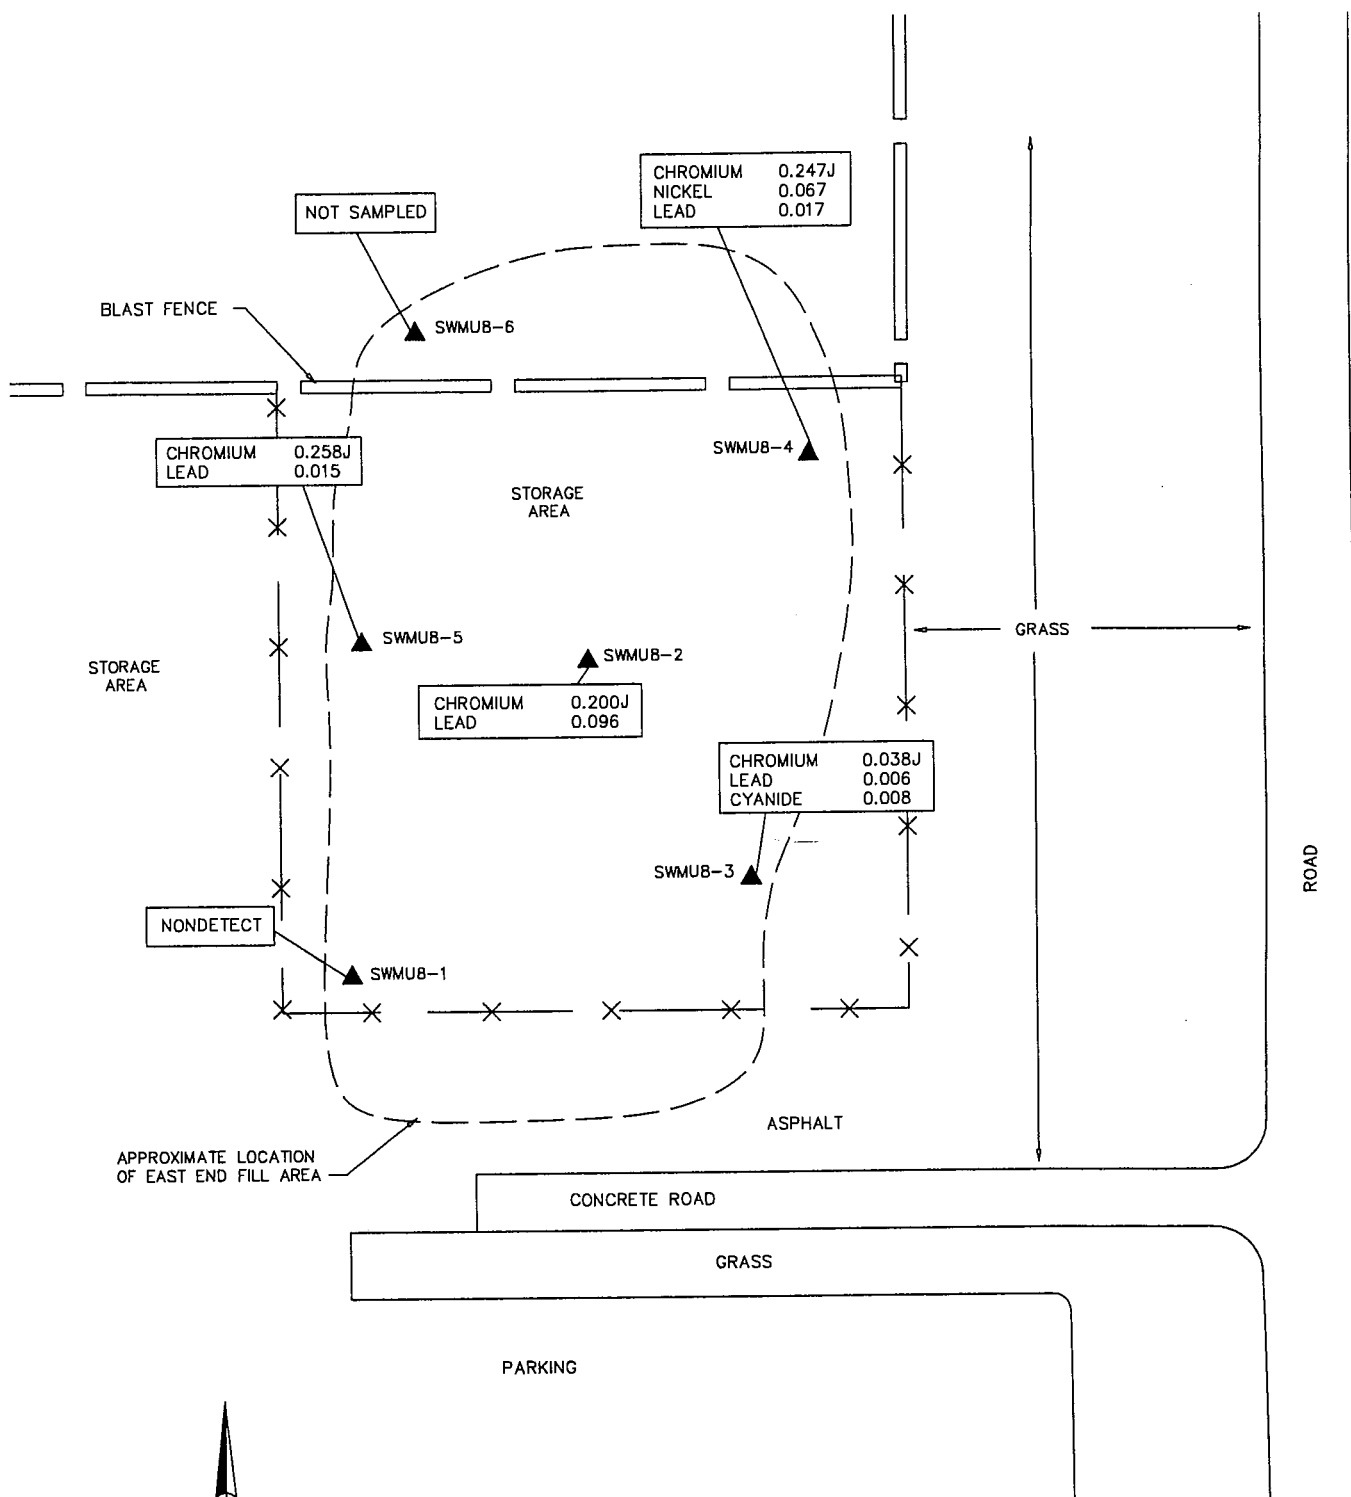 CHROMIUM 0.247J
NICKEL 0.067
LEAD 0.017
NOT SAMPLED
BLAST FENCE
SWMU8-6
CHROMIUM 0.258J
LEAD 0.015
SWMU8-4
STORAGE
AREA
GRASS
SWMU8-5
SWMU8-2
STORAGE
AREA
CHROMIUM 0.200J
LEAD 0.096
CHROMIUM 0.038J
LEAD 0.006
CYANIDE 0.008
ROAD
SWMU8-3
NONDETECT
SWMU8-1
ASPHALT
APPROXIMATE LOCATION
OF EAST END FILL AREA
CONCRETE ROAD
GRASS
PARKING